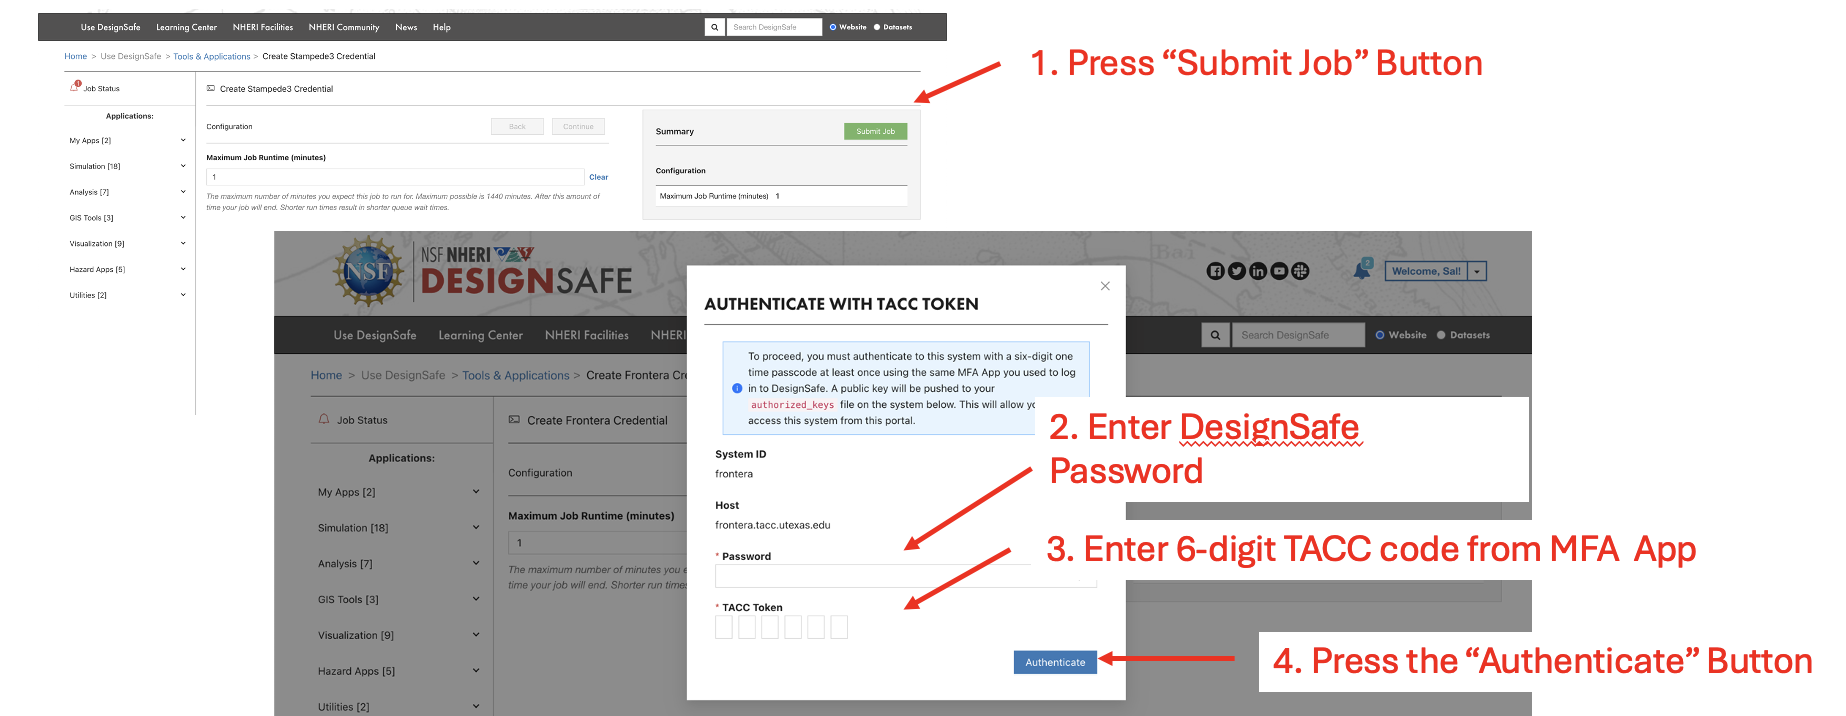 Use DesignSafe Learning Center NHERI Facilities NHERI Community News Help Search DesignSafe Website Datasets
Home > Use DesignSafe > Tools & Applications > Create Stampede3 Credential
1. Press “Submit Job” Button
Job Status
Create Stampede3 Credential
Applications:
My Apps [2]
Simulation [18]
Analysis [7]
GIS Tools [3]
Visualization [9]
Hazard Apps [5]
Utilities [2]
Configuration Back Continue
Maximum Job Runtime (minutes)
1 Clear
The maximum number of minutes you expect this job to run for. Maximum possible is 1440 minutes. After this amount of
time your job will end. Shorter run times result in shorter queue wait times.
Summary Submit Job
Configuration
Maximum Job Runtime (minutes) 1
NSF
NSF NHERI
DESIGNSAFE
Bai
2
Welcome, Sal!
Use DesignSafe Learning Center NHERI Facilities NHERI
Search DesignSafe Website Datasets
Home > Use DesignSafe > Tools & Applications > Create Frontera Cre
Job Status
Create Frontera Credential
Applications:
My Apps [2]
Simulation [18]
Analysis [7]
GIS Tools [3]
Visualization [9]
Hazard Apps [5]
Utilities [2]
Configuration
Maximum Job Runtime (minutes)
1
The maximum number of minutes you e
time your job will end. Shorter run times
AUTHENTICATE WITH TACC TOKEN
To proceed, you must authenticate to this system with a six-digit one
time passcode at least once using the same MFA App you used to log
in to DesignSafe. A public key will be pushed to your
authorized_keys file on the system below. This will allow yo
access this system from this portal.
System ID
frontera
Host
frontera.tacc.utexas.edu
* Password
* TACC Token
Authenticate
2. Enter DesignSafe
Password
3. Enter 6-digit TACC code from MFA App
4. Press the “Authenticate” Button